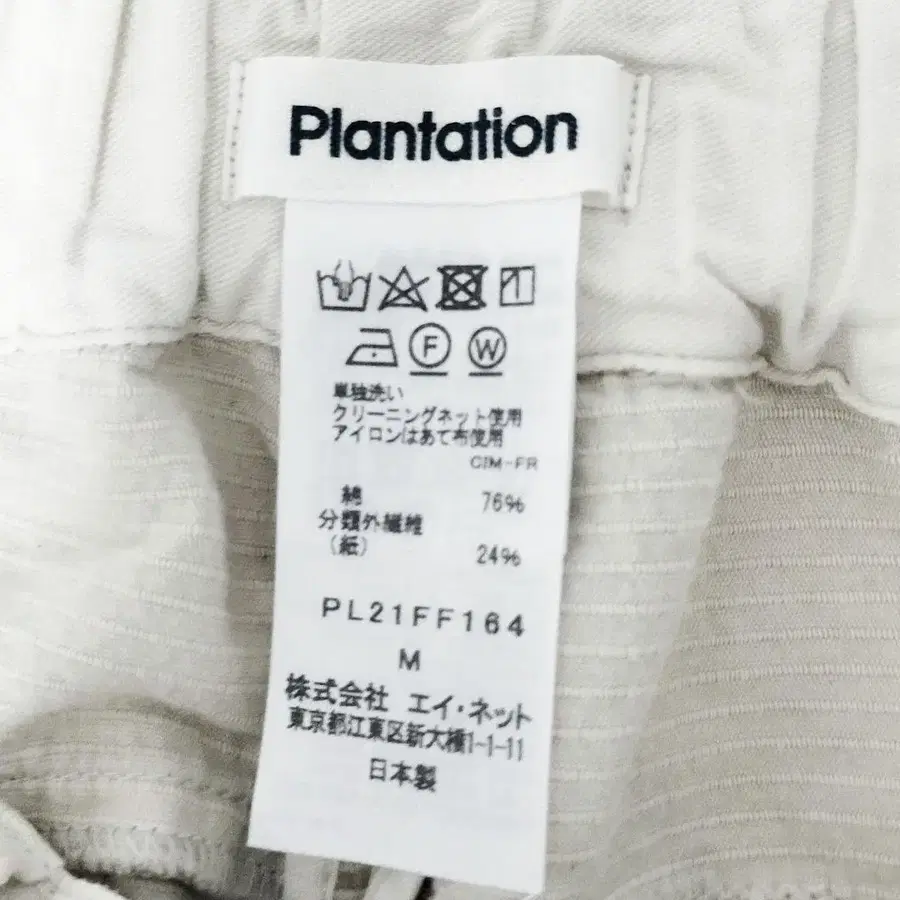 Plantation
F W
単独洗い
クリーニングネット使用
アイロンはあて布使用
CIM-FR
綿 76%
分類外繊維
(紙) 24%
PL21FF164
M
株式会社 エイ・ネット
東京都江東区新大橋1-1-11
日本製